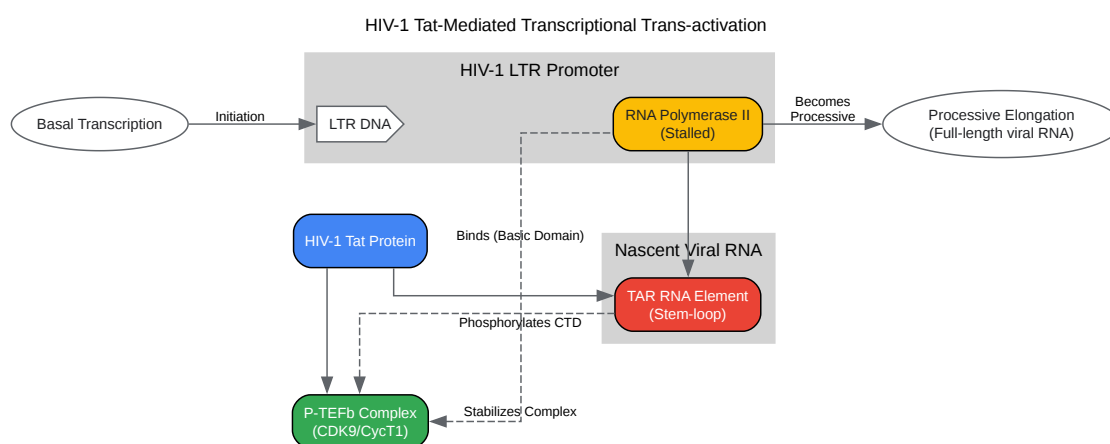 HIV-1 Tat-Mediated Transcriptional Trans-activation
HIV-1 LTR Promoter
Basal Transcription
Initiation
LTR DNA
RNA Polymerase II
(Stalled)
Becomes
Processive
Processive Elongation
(Full-length viral RNA)
HIV-1 Tat Protein
Binds (Basic Domain)
Nascent Viral RNA
TAR RNA Element
(Stem-loop)
Phosphorylates CTD
P-TEFb Complex
(CDK9/CycT1)
Stabilizes Complex